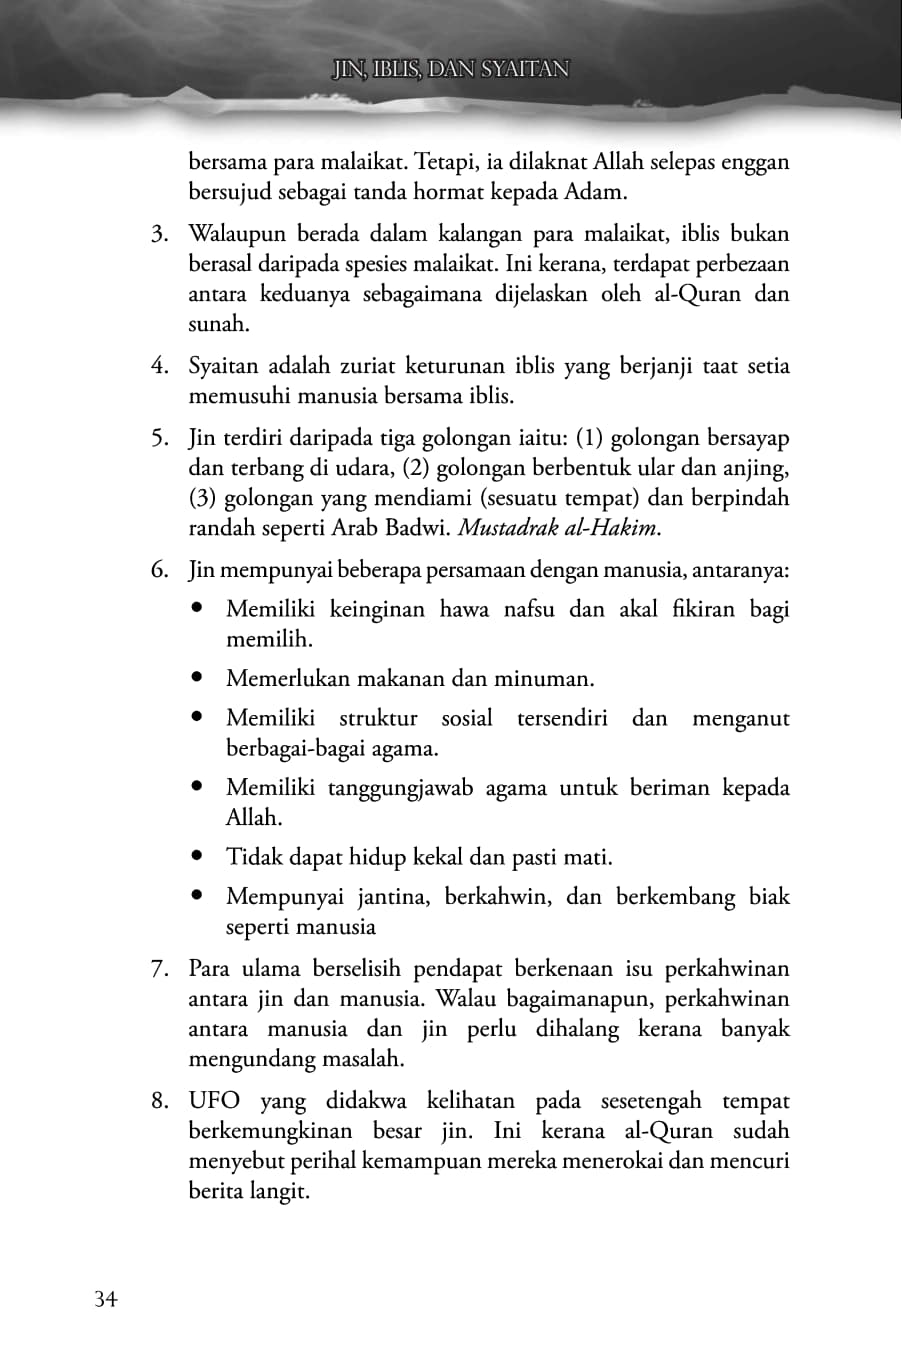 JIN, IBLIS, DAN SYAITAN
bersama para malaikat. Tetapi, ia dilaknat Allah selepas enggan
bersujud sebagai tanda hormat kepada Adam.
3. Walaupun berada dalam kalangan para malaikat, iblis bukan
berasal daripada spesies malaikat. Ini kerana, terdapat perbezaan
antara keduanya sebagaimana dijelaskan oleh al-Quran dan
sunah.
4. Syaitan adalah zuriat keturunan iblis yang berjanji taat setia
memusuhi manusia bersama iblis.
5. Jin terdiri daripada tiga golongan iaitu: (1) golongan bersayap
dan terbang di udara, (2) golongan berbentuk ular dan anjing,
(3) golongan yang mendiami (sesuatu tempat) dan berpindah
randah seperti Arab Badwi. Mustadrak al-Hakim.
6. Jin mempunyai beberapa persamaan dengan manusia, antaranya:
• Memiliki keinginan hawa nafsu dan akal fikiran bagi
memilih.
• Memerlukan makanan dan minuman.
• Memiliki struktur sosial tersendiri dan menganut
berbagai-bagai agama.
• Memiliki tanggungjawab agama untuk beriman kepada
Allah.
• Tidak dapat hidup kekal dan pasti mati.
• Mempunyai jantina, berkahwin, dan berkembang biak
seperti manusia
7. Para ulama berselisih pendapat berkenaan isu perkahwinan
antara jin dan manusia. Walau bagaimanapun, perkahwinan
antara manusia dan jin perlu dihalang kerana banyak
mengundang masalah.
8. UFO yang didakwa kelihatan pada sesetengah tempat
berkemungkinan besar jin. Ini kerana al-Quran sudah
menyebut perihal kemampuan mereka menerokai dan mencuri
berita langit.
34